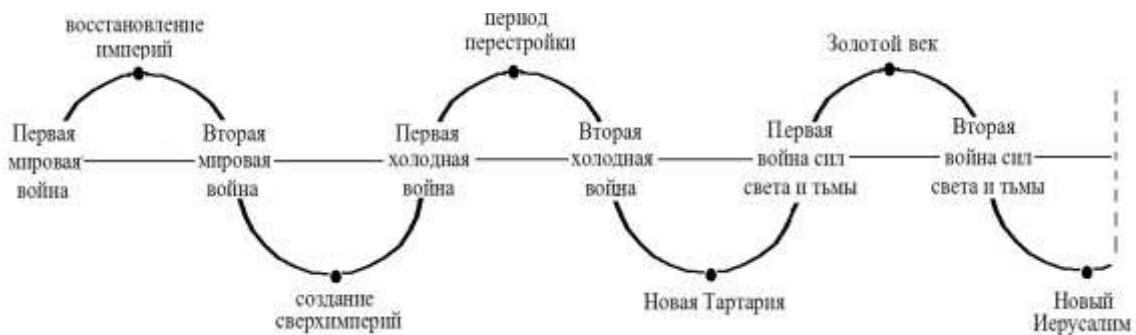 восстановление
империй
период
перестройки
Золотой век
Первая
мировая
война
Вторая
мировая
война
Первая
холодная
война
Вторая
холодная
война
Первая
война сил
света и тьмы
Вторая
война сил
света и тьмы
создание
сверхимперий
Новая Тартария
Новый
Иерусалим